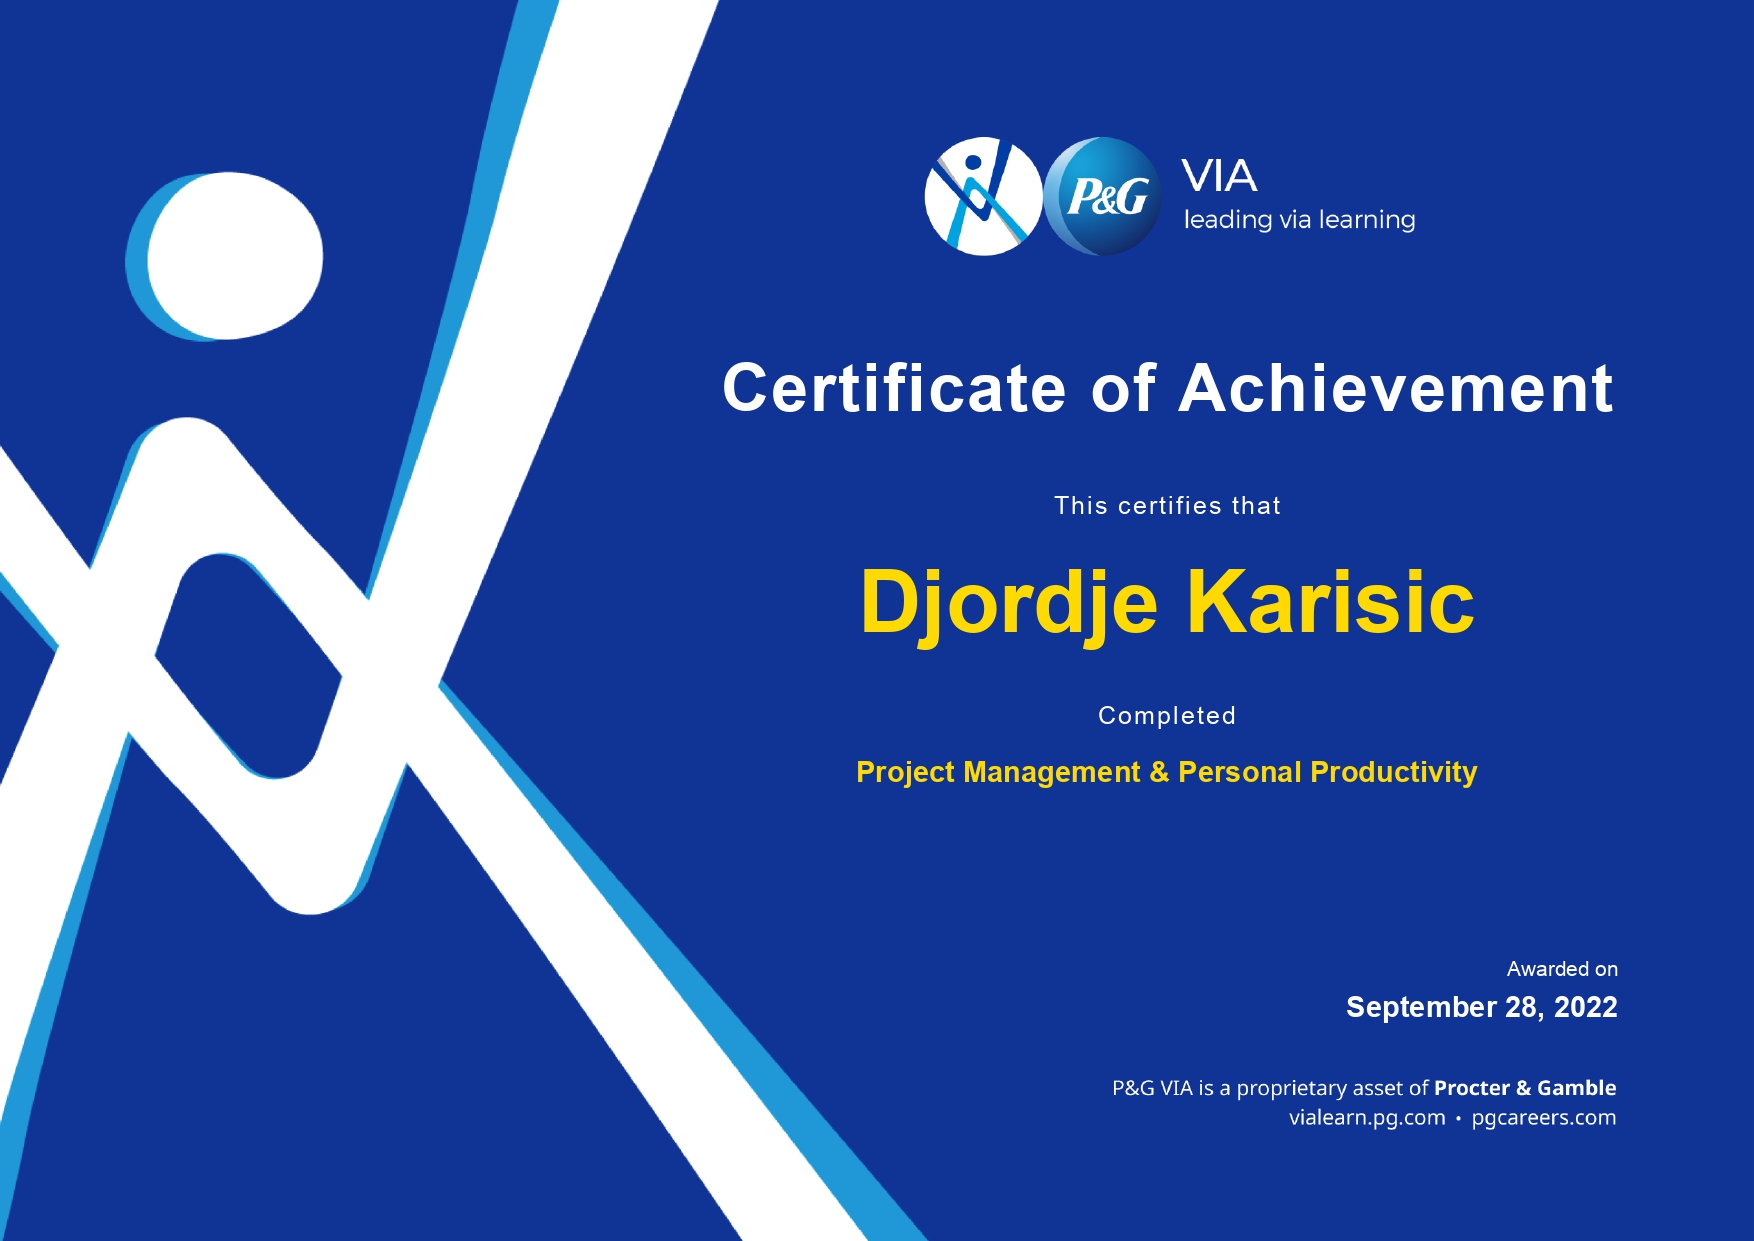 P&G
VIA
leading via learning
Certificate of Achievement
This certifies that
Djordje Karisic
Completed
Project Management & Personal Productivity
Awarded on
September 28, 2022
P&G VIA is a proprietary asset of Procter & Gamble
vialearn.pg.com • pgcareers.com